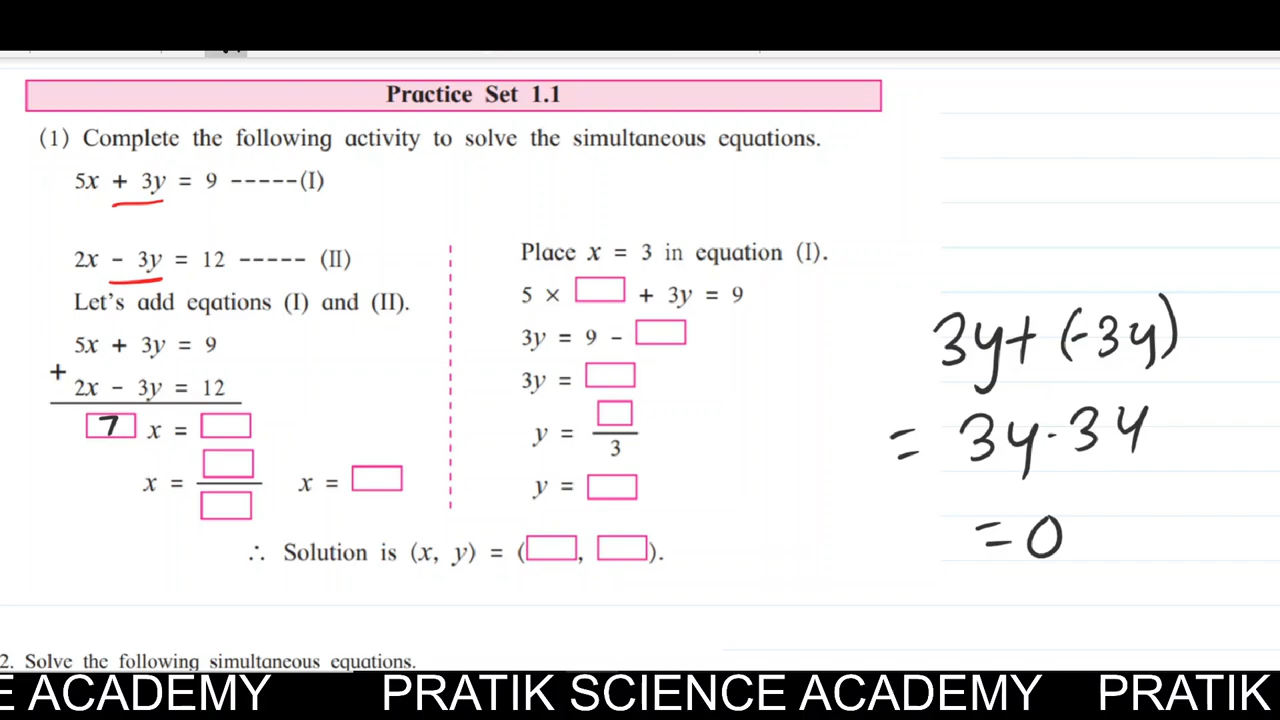 Practice Set 1.1
(1) Complete the following activity to solve the simultaneous equations.
5x + 3y = 9 -----(I)
2x - 3y = 12 ----- (II)
Let's add eqations (I) and (II).
5x + 3y = 9
+
2x - 3y = 12
7 x =
x =
x =
Place x = 3 in equation (I).
5 × + 3y = 9
3y = 9 -
3y =
y =
3
y =
∴ Solution is (x, y) = ( , ).
3y+ (-3y)
= 3y-3y
= 0
2. Solve the following simultaneous equations.
E ACADEMY PRATIK SCIENCE ACADEMY PRATIK